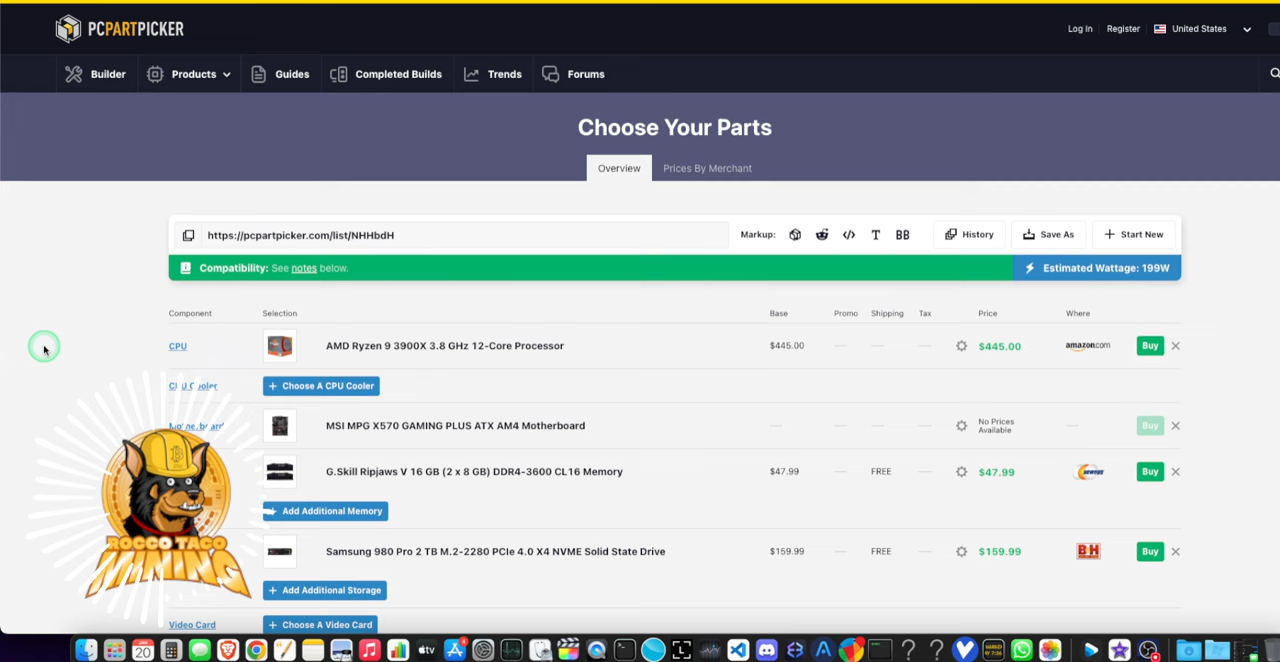 PCPARTPICKER
Log In Register United States
Builder Products Guides Completed Builds Trends Forums
Choose Your Parts
Overview Prices By Merchant
https://pcpartpicker.com/list/NHHbdH Markup: T BB History Save As + Start New
Compatibility: See notes below. Estimated Wattage: 199W
Component Selection Base Promo Shipping Tax Price Where
CPU AMD Ryzen 9 3900X 3.8 GHz 12-Core Processor $445.00 — — — $445.00 amazon.com Buy
CPU Cooler + Choose A CPU Cooler
Motherboard MSI MPG X570 GAMING PLUS ATX AM4 Motherboard — — — — No Prices Available — Buy
G.Skill Ripjaws V 16 GB (2 x 8 GB) DDR4-3600 CL16 Memory $47.99 — FREE — $47.99 newegg Buy
+ Add Additional Memory
Samsung 980 Pro 2 TB M.2-2280 PCIe 4.0 X4 NVME Solid State Drive $159.99 — FREE — $159.99 B&H Buy
+ Add Additional Storage
Video Card + Choose A Video Card
ROCCO TACO
MINING
20
tv